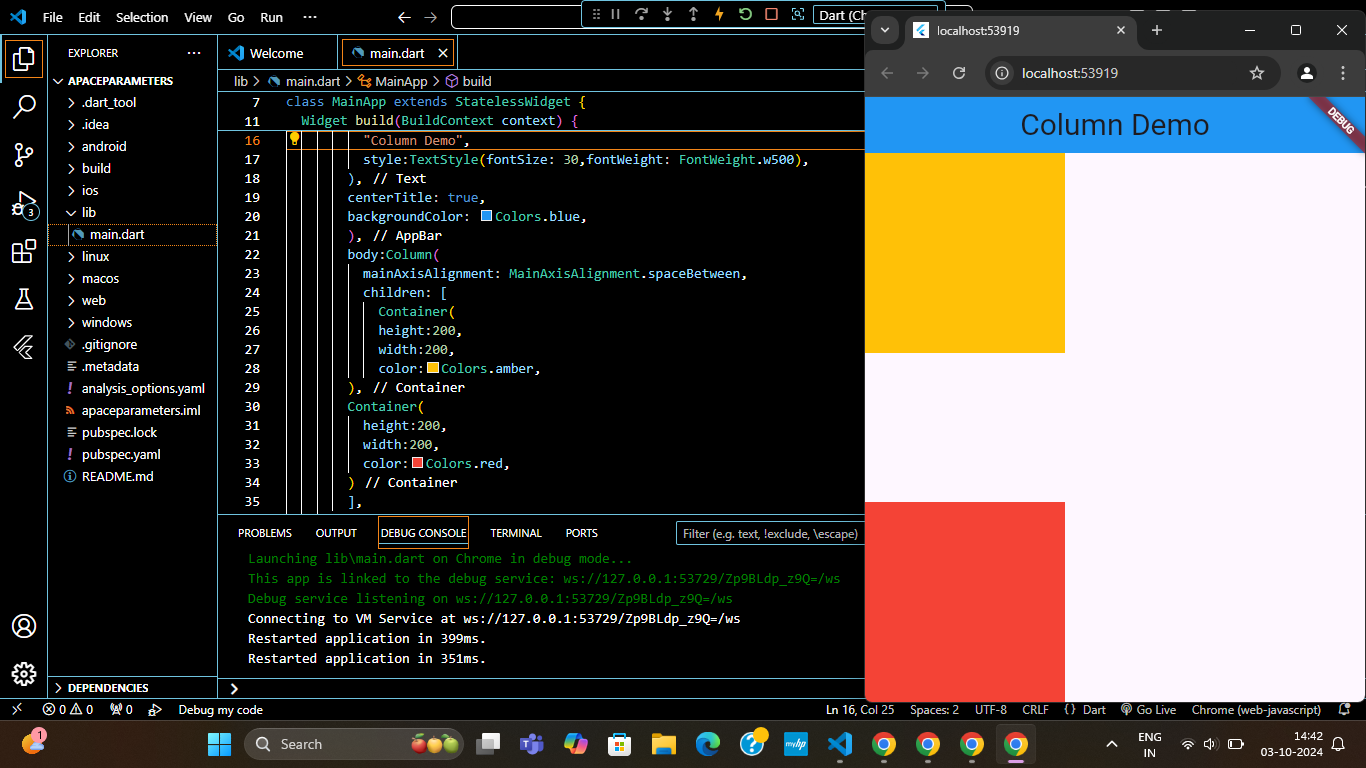 File Edit Selection View Go Run ···
Dart (Ch
EXPLORER ···
APACEPARAMETERS
.dart_tool
.idea
android
build
ios
lib
main.dart
linux
macos
web
windows
.gitignore
.metadata
analysis_options.yaml
apaceparameters.iml
pubspec.lock
pubspec.yaml
README.md
DEPENDENCIES
3
Welcome main.dart
lib > main.dart > MainApp > build
7 class MainApp extends StatelessWidget {
11 Widget build(BuildContext context) {
16 "Column Demo",
17 style:TextStyle(fontSize: 30,fontWeight: FontWeight.w500),
18 ), // Text
19 centerTitle: true,
20 backgroundColor: Colors.blue,
21 ), // AppBar
22 body:Column(
23 mainAxisAlignment: MainAxisAlignment.spaceBetween,
24 children: [
25 Container(
26 height:200,
27 width:200,
28 color:Colors.amber,
29 ), // Container
30 Container(
31 height:200,
32 width:200,
33 color:Colors.red,
34 ) // Container
35 ],
PROBLEMS OUTPUT DEBUG CONSOLE TERMINAL PORTS Filter (e.g. text, !exclude, \escape)
Launching lib\main.dart on Chrome in debug mode...
This app is linked to the debug service: ws://127.0.0.1:53729/Zp9BLdp_z9Q=/ws
Debug service listening on ws://127.0.0.1:53729/Zp9BLdp_z9Q=/ws
Connecting to VM Service at ws://127.0.0.1:53729/Zp9BLdp_z9Q=/ws
Restarted application in 399ms.
Restarted application in 351ms.
localhost:53919
localhost:53919
Column Demo
DEBUG
0 0 0 Debug my code Ln 16, Col 25 Spaces: 2 UTF-8 CRLF { } Dart Go Live Chrome (web-javascript)
1 Search myhp ENG
IN
14:42
03-10-2024